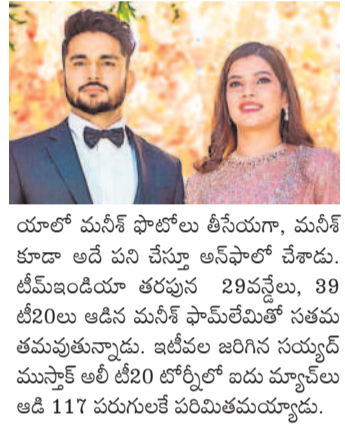 యాలో మనీశ్ ఫొటోలు తీసేయగా, మనీశ్
కూడా అదే పని చేస్తూ అన్‌ఫాలో చేశాడు.
టీమ్‌ఇండియా తరపున 29వన్డేలు, 39
టీ20లు ఆడిన మనీశ్ ఫామ్‌లేమితో సతమ
తమవుతున్నాడు. ఇటీవల జరిగిన సయ్యద్
ముస్తాక్ అలీ టీ20 టోర్నీలో ఐదు మ్యాచ్‌లు
ఆడి 117 పరుగులకే పరిమితమయ్యాడు.